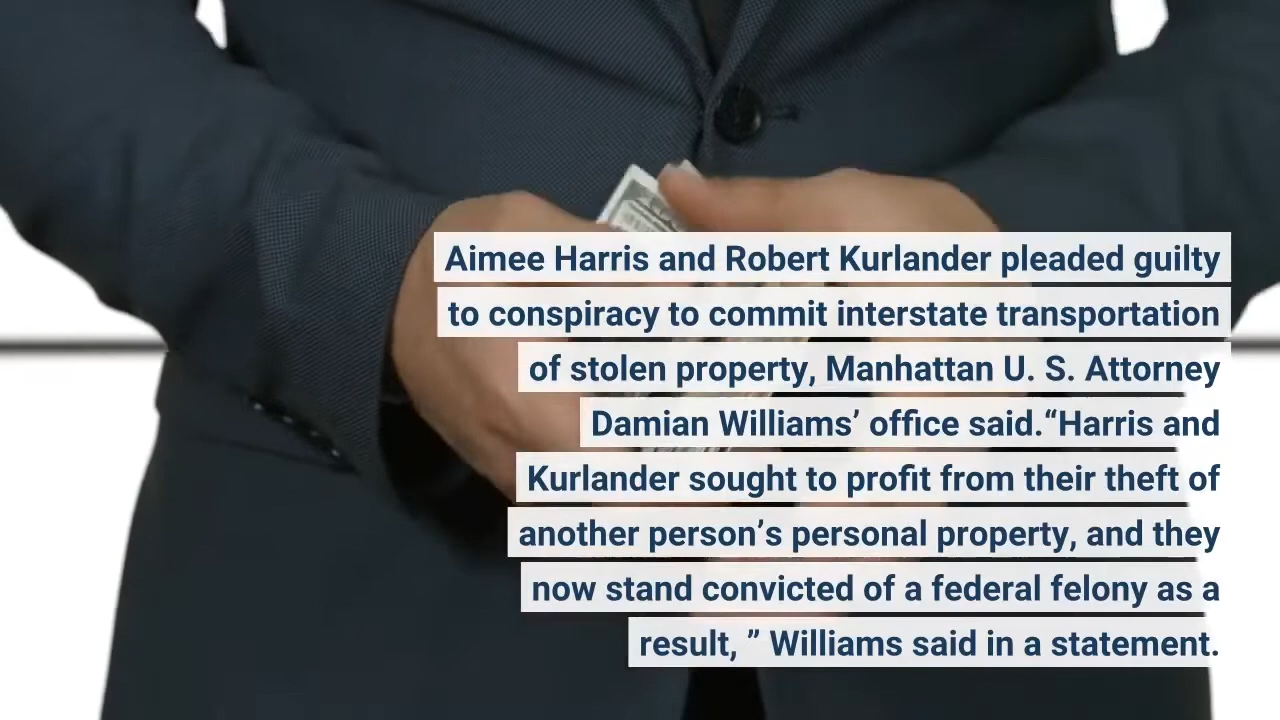 Aimee Harris and Robert Kurlander pleaded guilty
to conspiracy to commit interstate transportation
of stolen property, Manhattan U. S. Attorney
Damian Williams’ office said.“Harris and
Kurlander sought to profit from their theft of
another person’s personal property, and they
now stand convicted of a federal felony as a
result, ” Williams said in a statement.